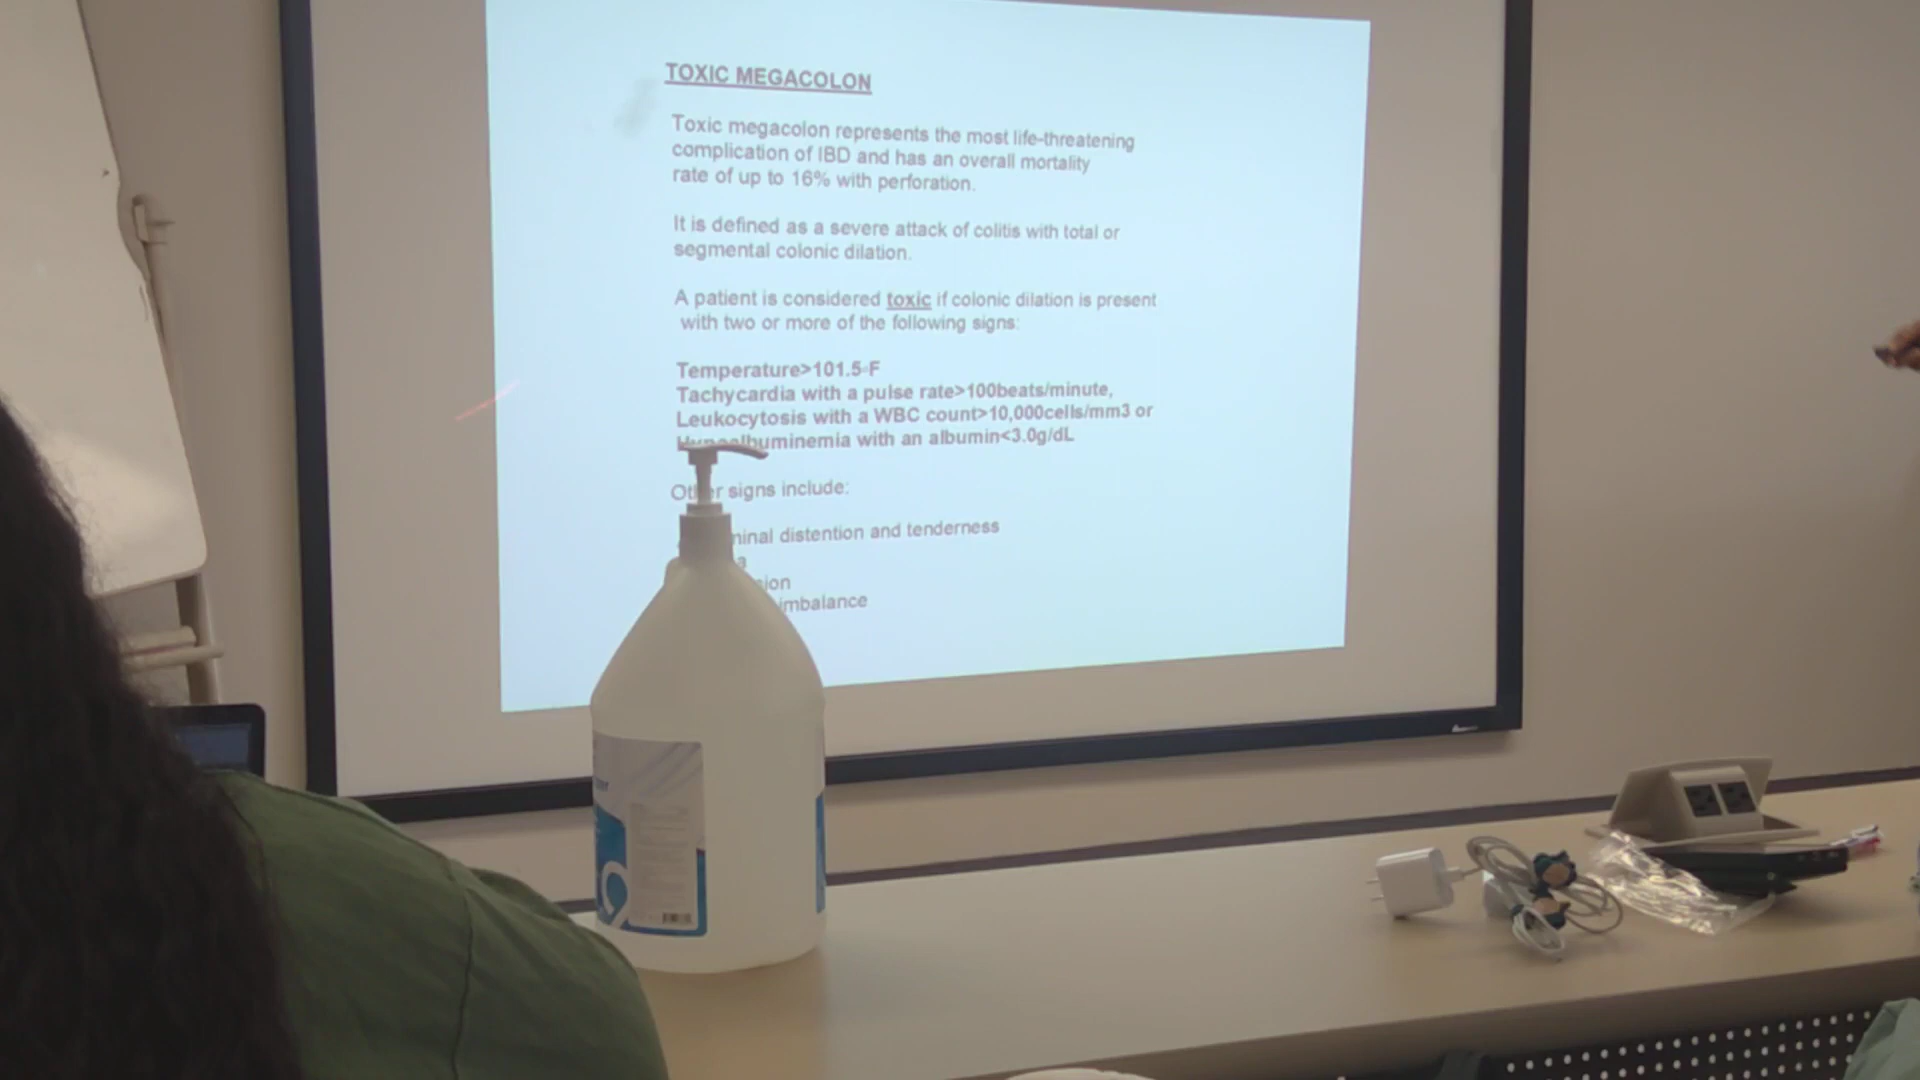 TOXIC MEGACOLON
Toxic megacolon represents the most life-threatening
complication of IBD and has an overall mortality
rate of up to 16% with perforation.
It is defined as a severe attack of colitis with total or
segmental colonic dilation.
A patient is considered toxic if colonic dilation is present
with two or more of the following signs:
Temperature>101.5 F
Tachycardia with a pulse rate>100beats/minute,
Leukocytosis with a WBC count>10,000cells/mm3 or
Hypoalbuminemia with an albumin<3.0g/dL
Other signs include:
distention and tenderness
imbalance